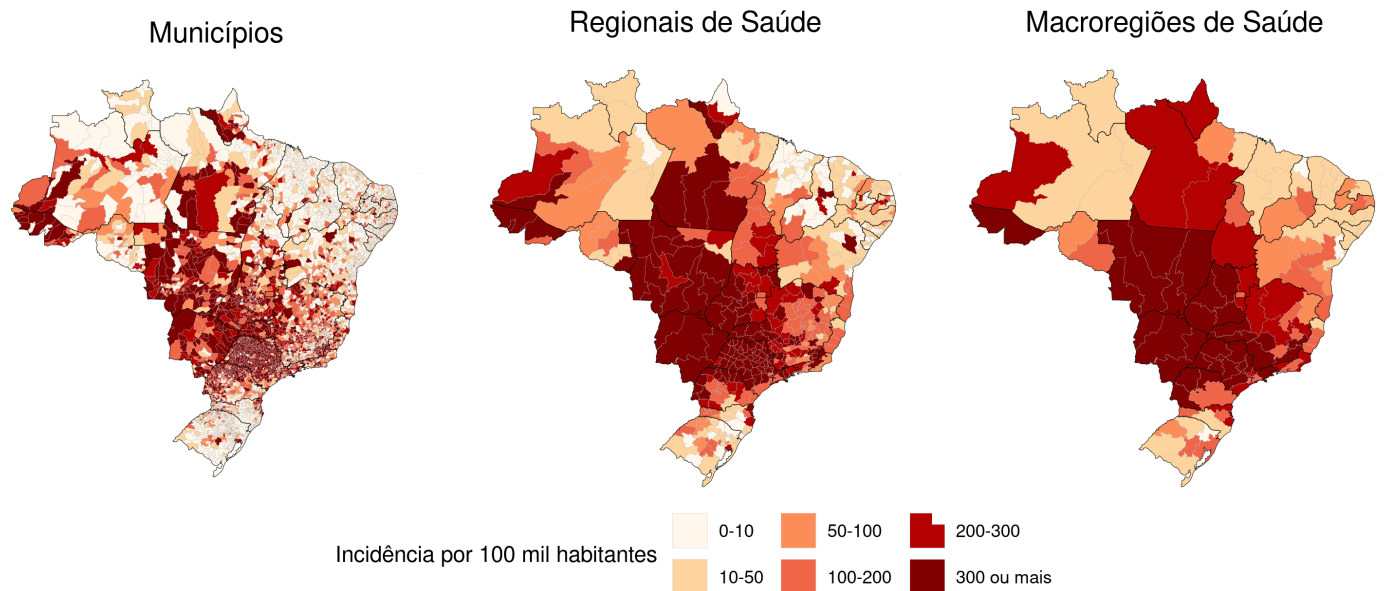 Municípios
Regionais de Saúde
Macroregiões de Saúde
Incidência por 100 mil habitantes
0-10
50-100
200-300
10-50
100-200
300 ou mais